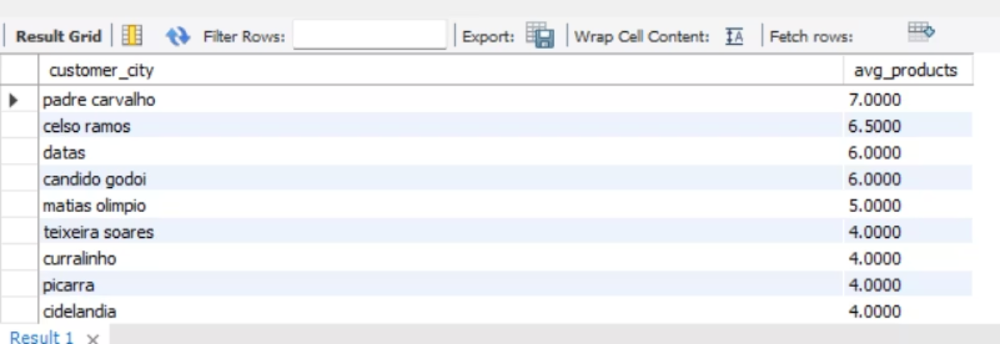 Result Grid Filter Rows: Export: Wrap Cell Content: Fetch rows:
customer_city avg_products
padre carvalho 7.0000
celso ramos 6.5000
datas 6.0000
candido godoi 6.0000
matias olimpio 5.0000
teixeira soares 4.0000
curralinho 4.0000
picarra 4.0000
cidelandia 4.0000
Result 1